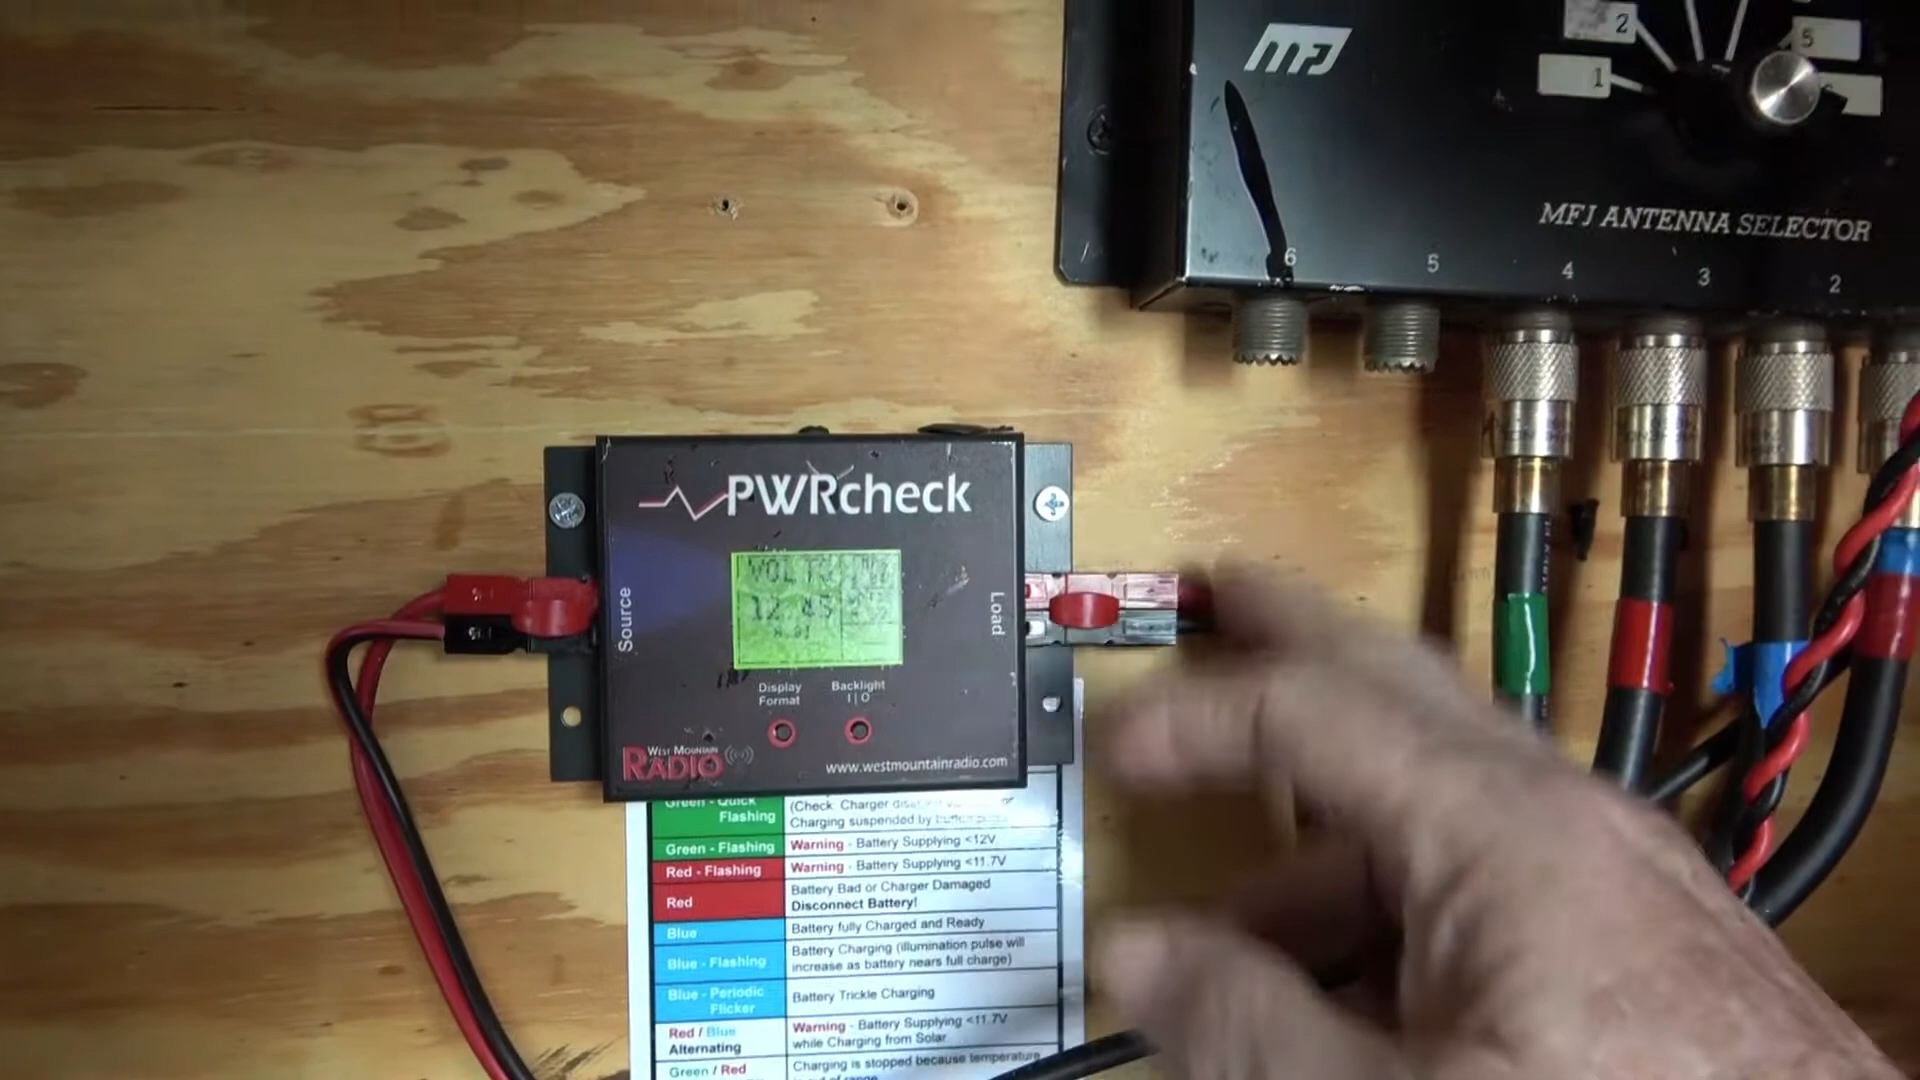 MFJ
2
1
5
MFJ ANTENNA SELECTOR
6
5
4
3
2
PWRcheck
VOLTS
12.45
Source
Load
Display
Format
Backlight
I | O
WEST MOUNTAIN
RADIO
www.westmountainradio.com
Green - Quick
Flashing
(Check: Charger
Charging suspended by
Green - Flashing
Warning - Battery Supplying <12V
Red - Flashing
Warning - Battery Supplying <11.7V
Red
Battery Bad or Charger Damaged
Disconnect Battery!
Blue
Battery fully Charged and Ready
Blue - Flashing
Battery Charging (illumination pulse will
increase as battery nears full charge)
Blue - Periodic
Flicker
Battery Trickle Charging
Red / Blue
Alternating
Warning - Battery Supplying <11.7V
while Charging from Solar
Green / Red
Charging is stopped because temperature